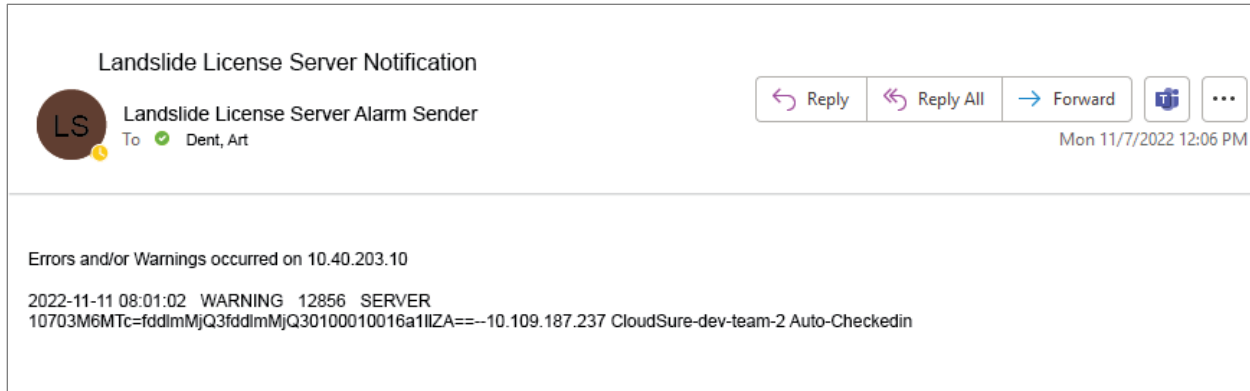 Landslide License Server Notification
LS
Landslide License Server Alarm Sender
To Dent, Art
Reply
Reply All
Forward
Mon 11/7/2022 12:06 PM
Errors and/or Warnings occurred on 10.40.203.10
2022-11-11 08:01:02 WARNING 12856 SERVER
10703M6MTc=fddlmMjQ3fddlmMjQ30100010016a1llZA==--10.109.187.237 CloudSure-dev-team-2 Auto-Checkedin